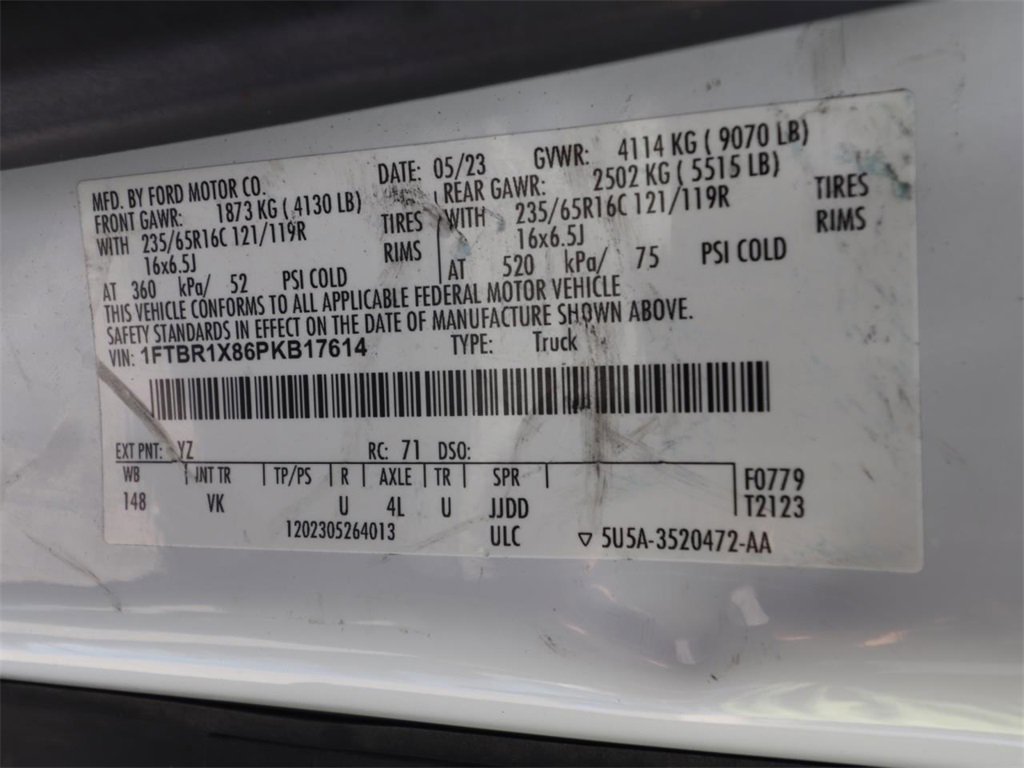 MFD. BY FORD MOTOR CO. DATE: 05/23 GVWR: 4114 KG ( 9070 LB)
FRONT GAWR: 1873 KG ( 4130 LB) REAR GAWR: 2502 KG ( 5515 LB)
WITH 235/65R16C 121/119R TIRES WITH 235/65R16C 121/119R TIRES
16x6.5J RIMS 16x6.5J RIMS
AT 360 kPa/ 52 PSI COLD AT 520 kPa/ 75 PSI COLD
THIS VEHICLE CONFORMS TO ALL APPLICABLE FEDERAL MOTOR VEHICLE
SAFETY STANDARDS IN EFFECT ON THE DATE OF MANUFACTURE SHOWN ABOVE.
VIN: 1FTBR1X86PKB17614 TYPE: Truck
EXT PNT: YZ RC: 71 DSO:
WB INT TR TP/PS R AXLE TR SPR F0779
148 VK U 4L U JJDD T2123
1202305264013 ULC ▽ 5U5A-3520472-AA